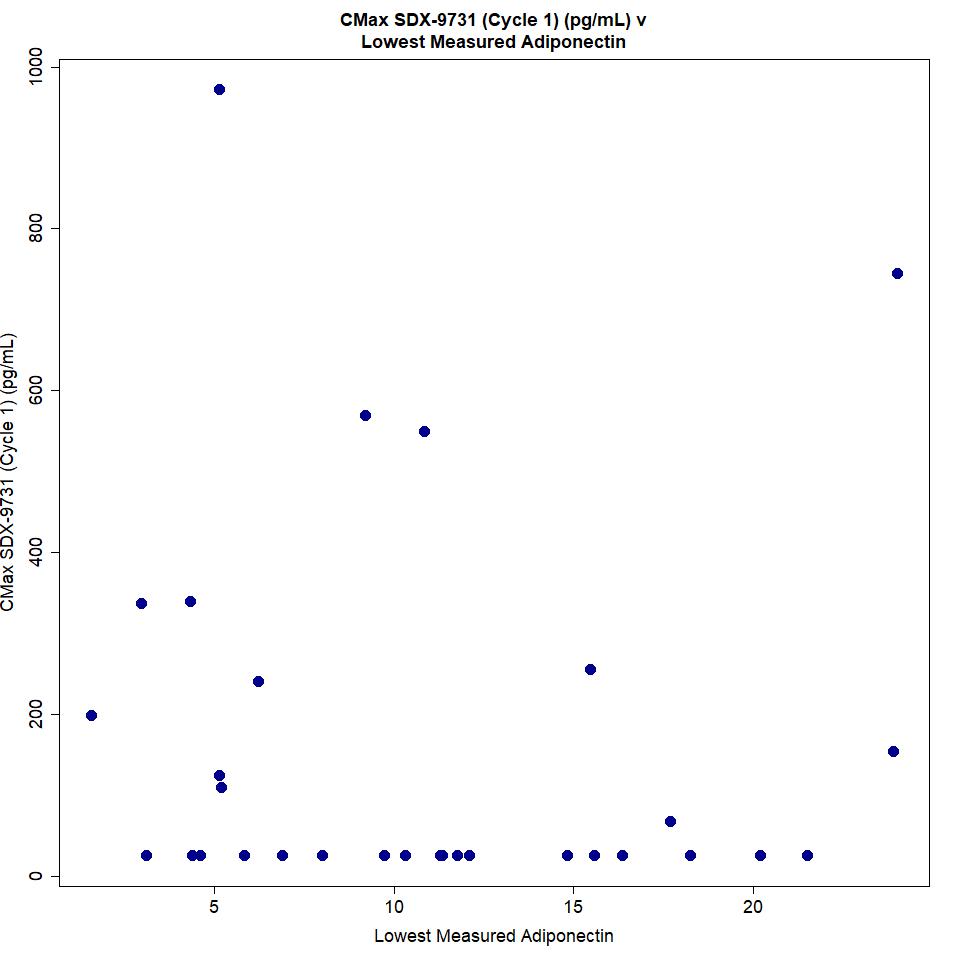 CMax SDX-9731 (Cycle 1) (pg/mL) v
Lowest Measured Adiponectin
CMax SDX-9731 (Cycle 1) (pg/mL)
1000
800
600
400
200
0
5
10
15
20
Lowest Measured Adiponectin